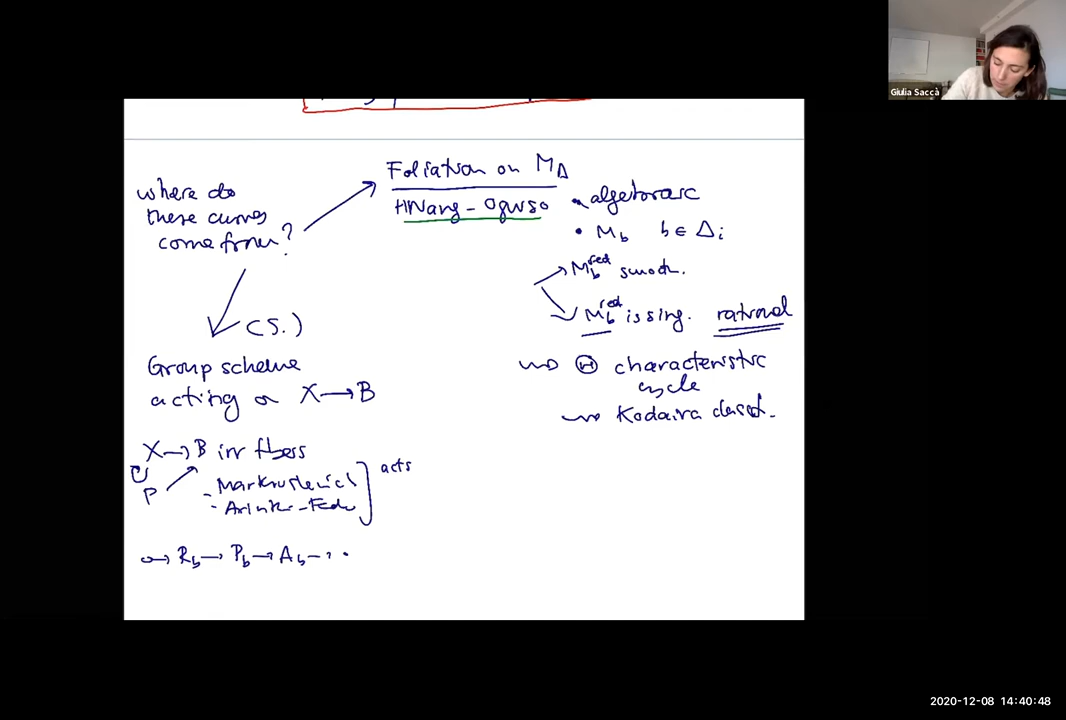 Giulia Saccà
where do
these curves
come from?
Foliation on M_Δ
Hwang - Oguiso
• algebraic
• M_b b ∈ Δ_i
M_b^red smooth.
M_b^red is sing. rational
(S.)
Group scheme
acting on X → B
⇝ Ⓗ characteristic
cycle
⇝ Kodaira classif.
X → B irr fibers
P
- Markushevich
- Arinkin - Fedo
acts
0 → R_b → P_b → A_b → .
2020-12-08 14:40:48